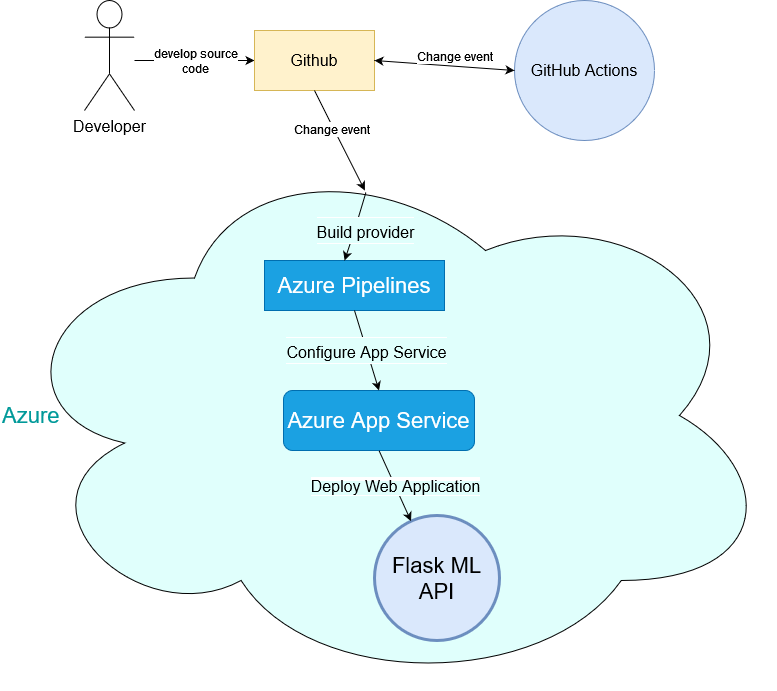 develop source
code
Github
Change event
GitHub Actions
Developer
Change event
Build provider
Azure Pipelines
Configure App Service
Azure
Azure App Service
Deploy Web Application
Flask ML
API